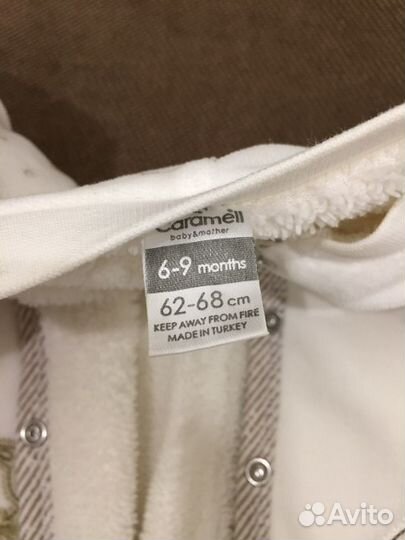 Caramell
baby&mother
6-9 months
62-68 cm
KEEP AWAY FROM FIRE
MADE IN TURKEY
Avito